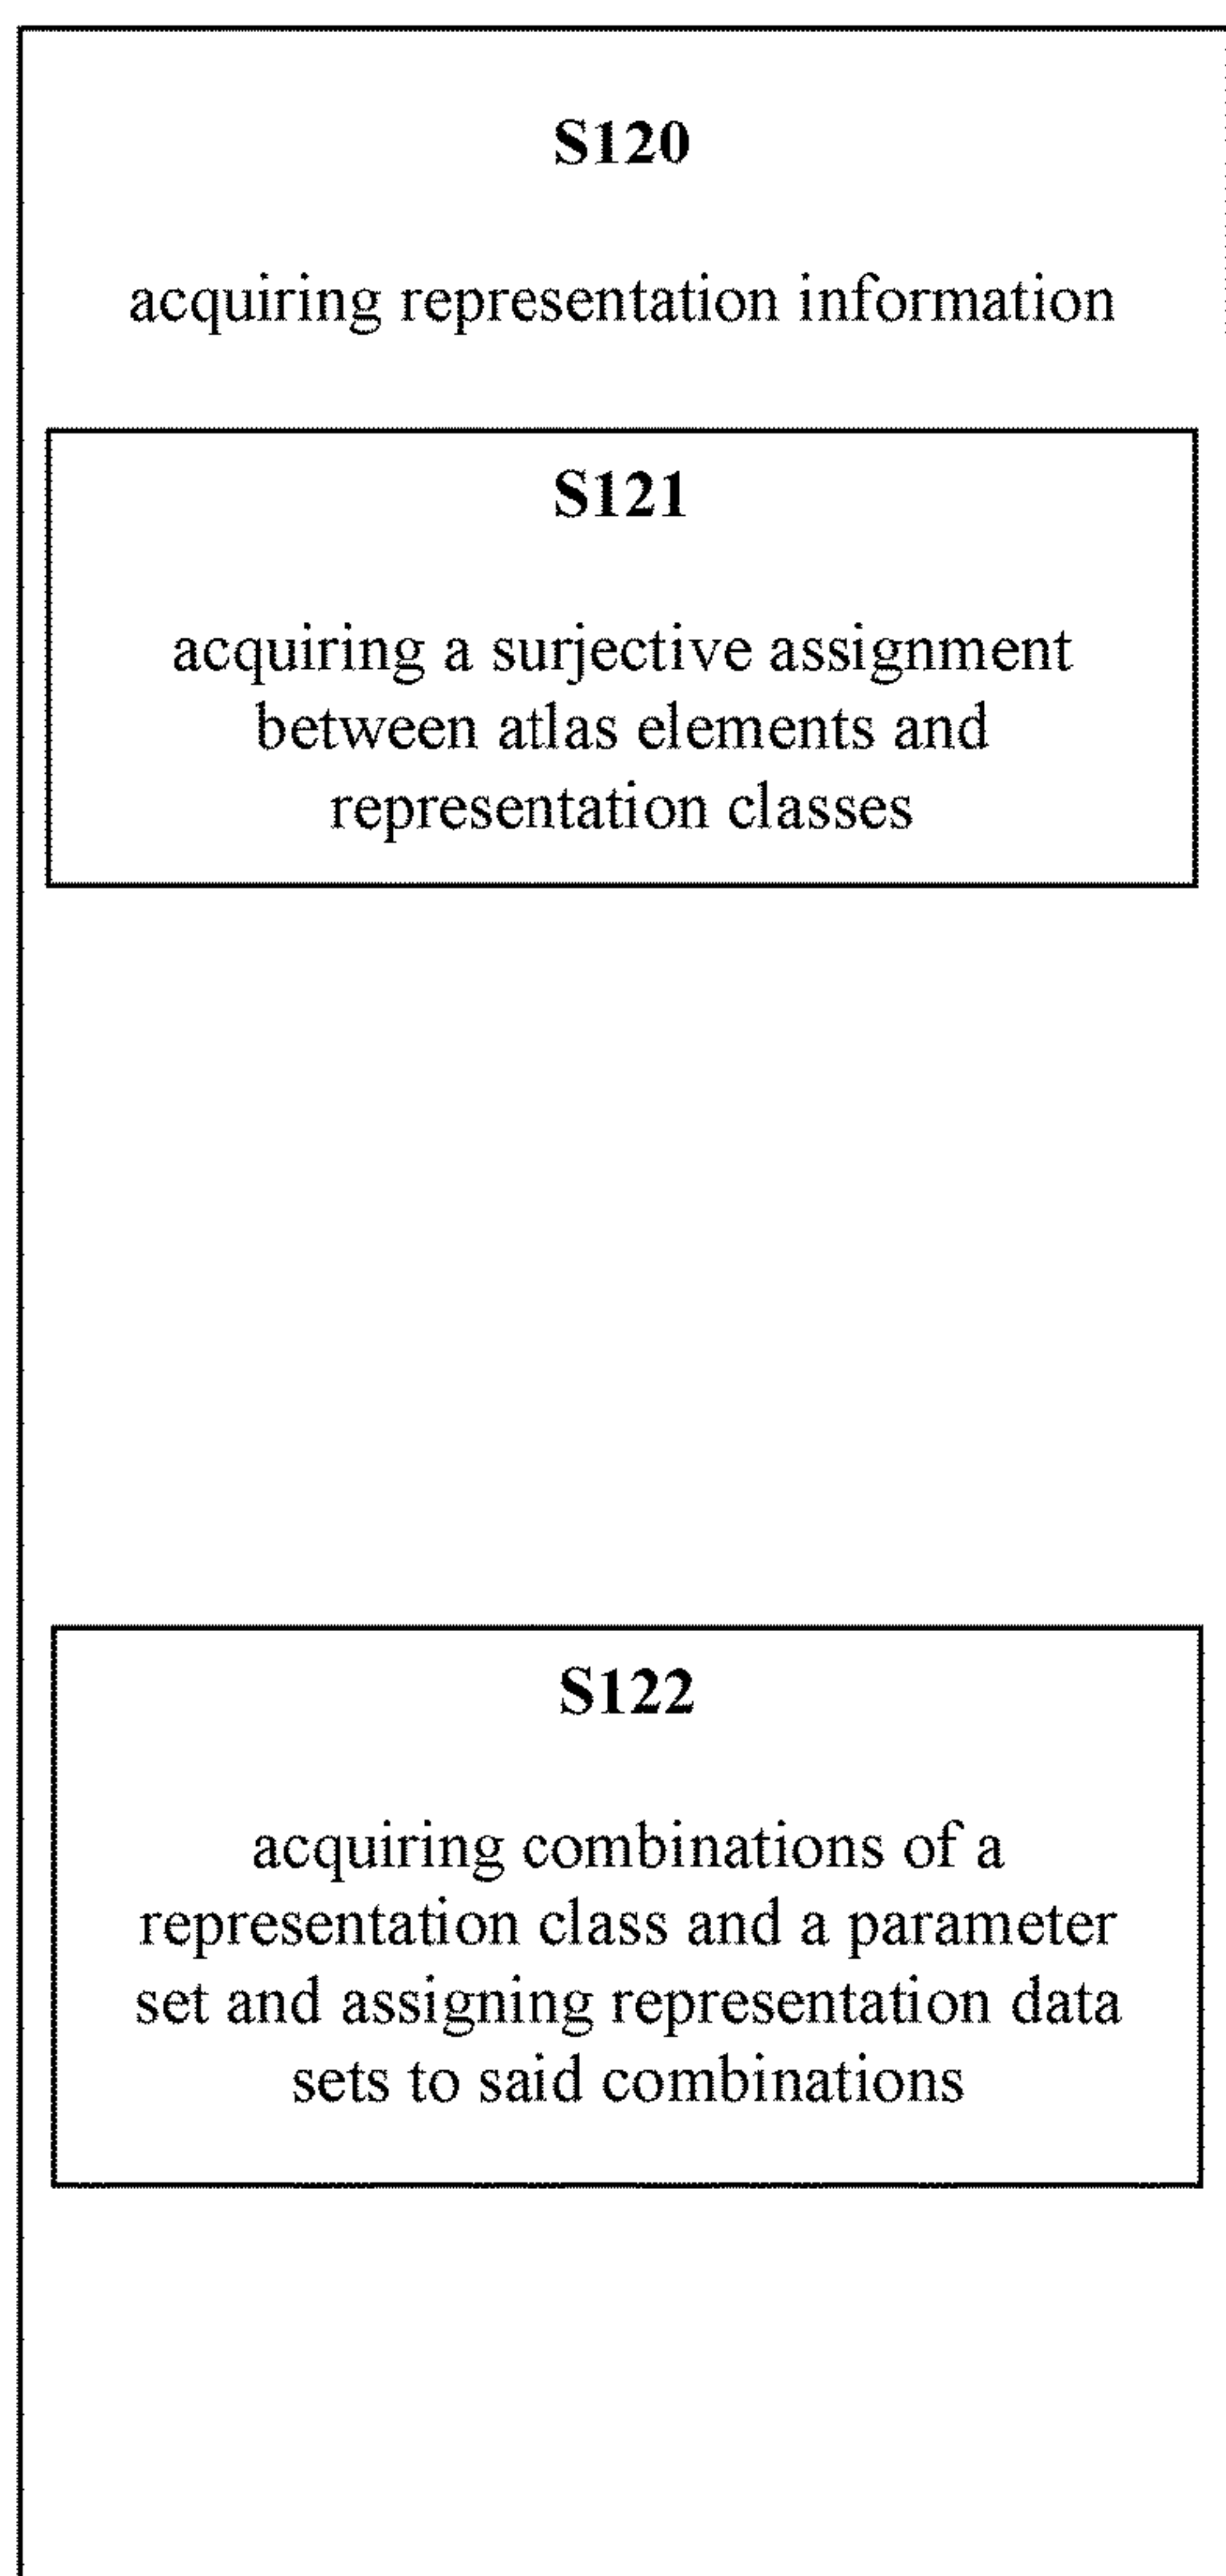 S120
acquiring representation information
S121
acquiring a surjective assignment
between atlas elements and
representation classes
S122
acquiring combinations of a
representation class and a parameter
set and assigning representation data
sets to said combinations